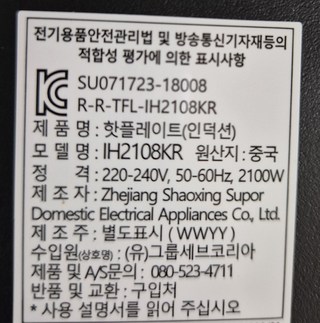 전기용품안전관리법 및 방송통신기자재등의
적합성 평가에 의한 표시사항
SU071723-18008
R-R-TFL-IH2108KR
제 품 명 : 핫플레이트(인덕션)
모 델 명 : IH2108KR 원산지 : 중국
정 격 : 220-240V, 50-60Hz, 2100W
제 조 자 : Zhejiang Shaoxing Supor
Domestic Electrical Appliances Co., Ltd.
제 조 주 : 별도표시 (WWYY)
수입원(상호명) : (유)그룹세브코리아
제품 및 A/S문의 : 080-523-4711
반품 및 교환 : 구입처
* 사용 설명서를 읽어 주십시오